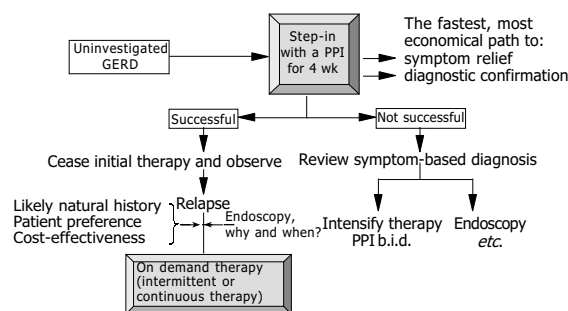 Uninvestigated
GERD
Step-in
with a PPI
for 4 wk
The fastest, most
economical path to:
symptom relief
diagnostic confirmation
Successful
Not successful
Cease initial therapy and observe
Review symptom-based diagnosis
Likely natural history
Patient preference
Cost-effectiveness
Relapse
Endoscopy,
why and when?
Intensify therapy
PPI b.i.d.
Endoscopy
etc.
On demand therapy
(intermittent or
continuous therapy)